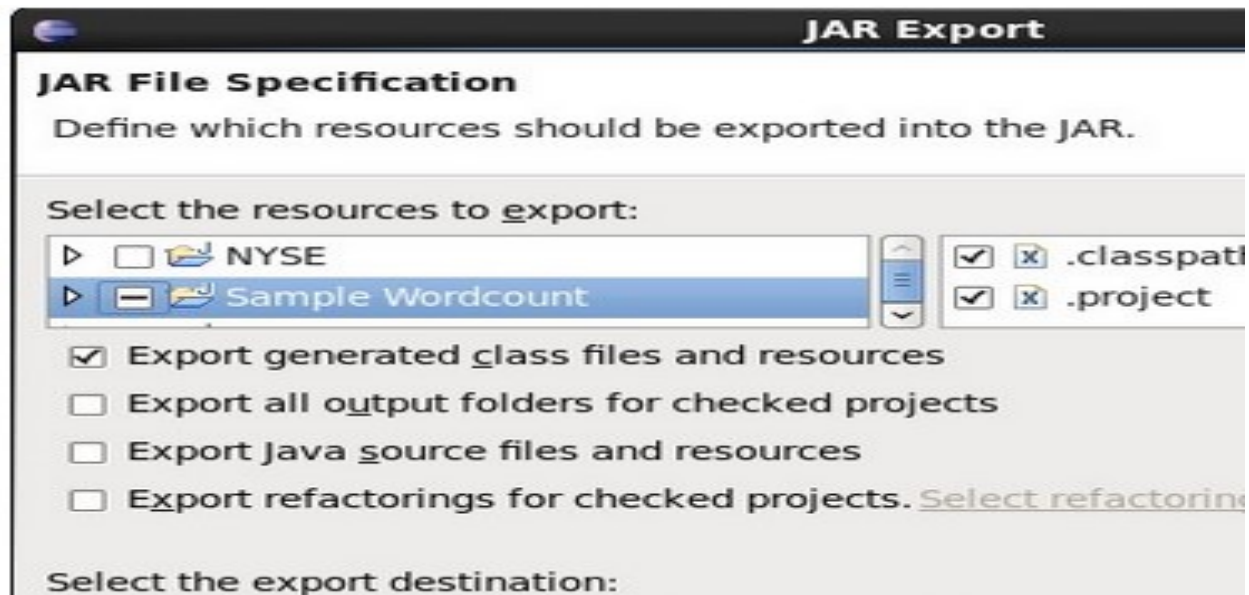 JAR Export
JAR File Specification
Define which resources should be exported into the JAR.
Select the resources to export:
NYSE
.classpath
Sample Wordcount
.project
Export generated class files and resources
Export all output folders for checked projects
Export Java source files and resources
Export refactorings for checked projects. Select refactoring
Select the export destination: